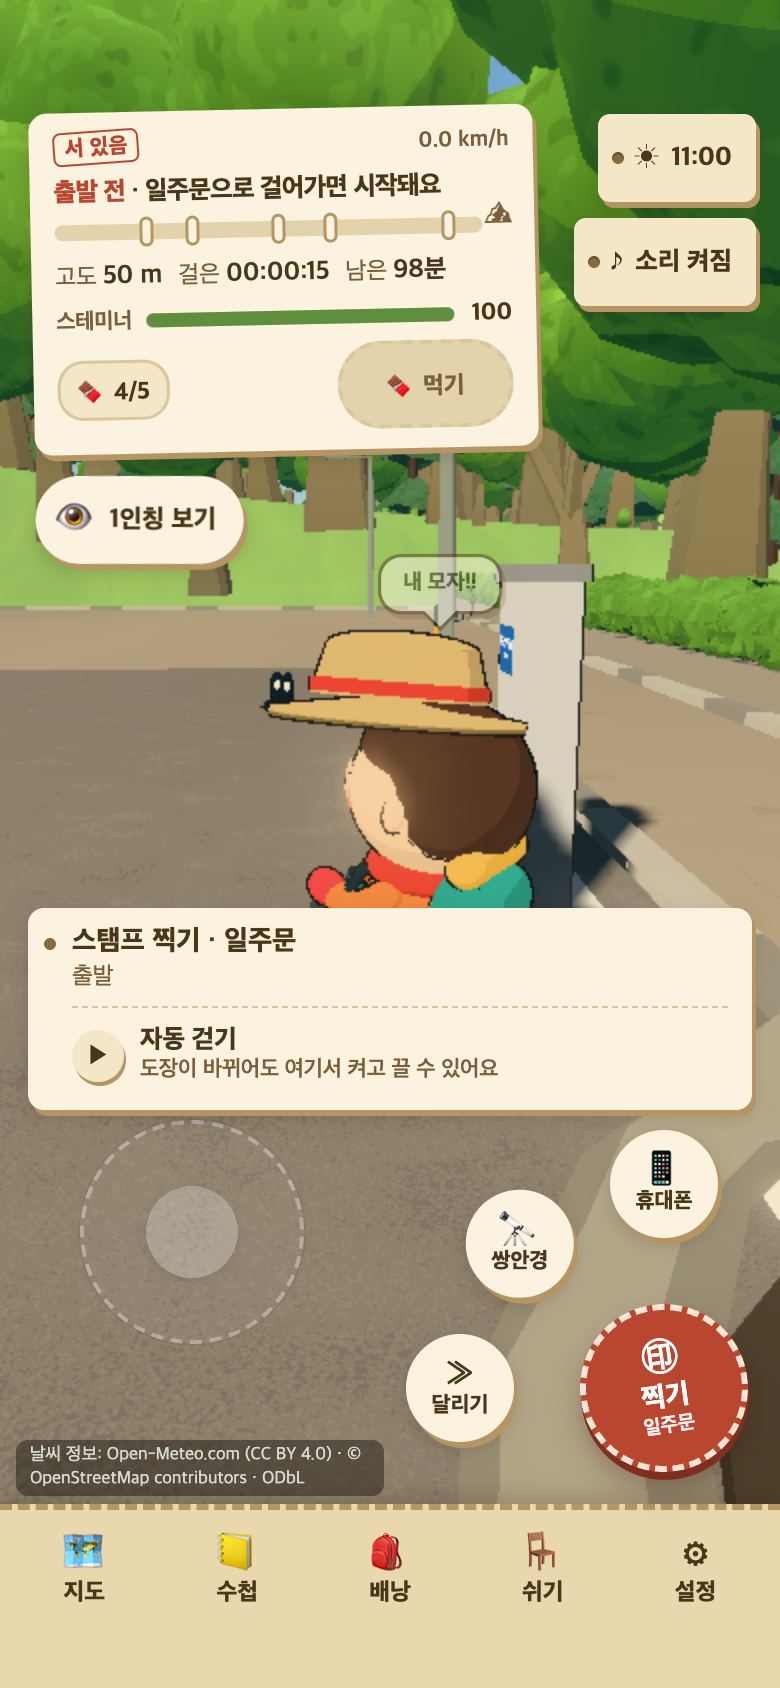 서 있음
0.0 km/h
출발 전 · 일주문으로 걸어가면 시작돼요
고도 50 m 걸은 00:00:15 남은 98분
스테미너 100
4/5
먹기
☀ 11:00
♪ 소리 켜짐
1인칭 보기
내 모자!!
스탬프 찍기 · 일주문
출발
자동 걷기
도장이 바뀌어도 여기서 켜고 끌 수 있어요
휴대폰
쌍안경
달리기
印
찍기
일주문
날씨 정보: Open-Meteo.com (CC BY 4.0) · ©
OpenStreetMap contributors · ODbL
지도
수첩
배낭
쉬기
설정